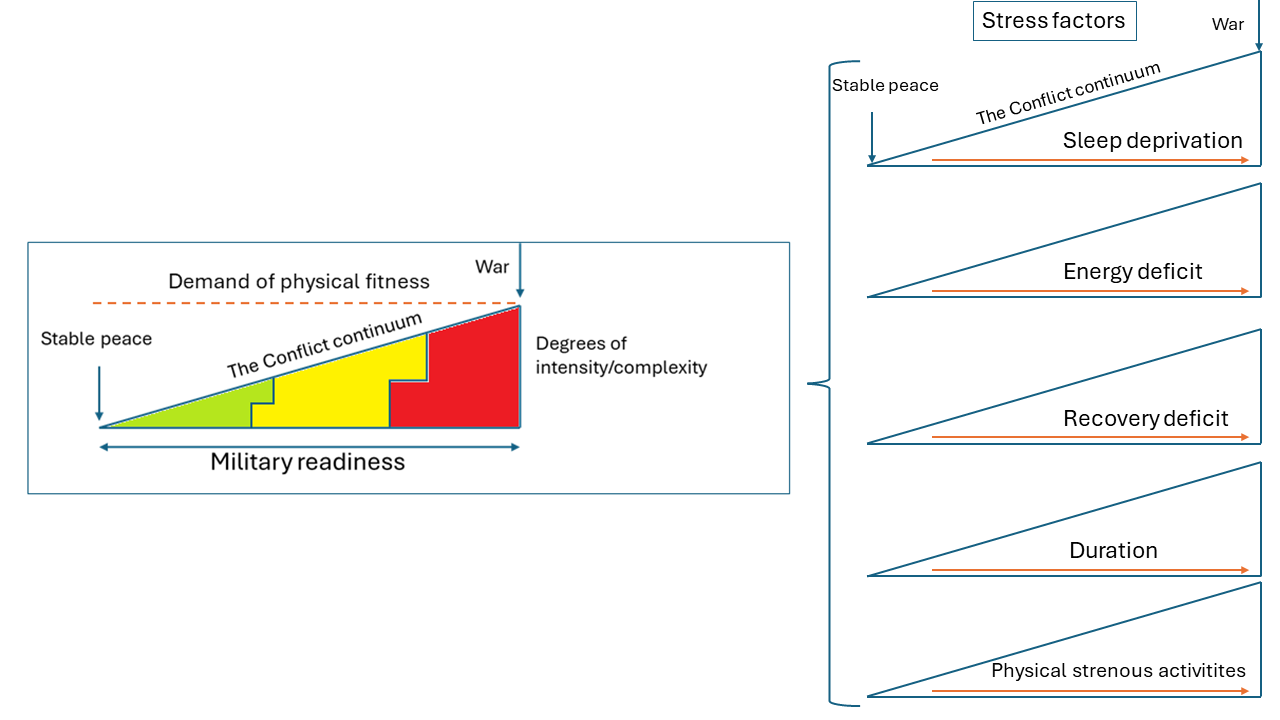 Demand of physical fitness
War
Stable peace
The Conflict continuum
Degrees of
intensity/complexity
Military readiness
Stress factors
War
Stable peace
The Conflict continuum
Sleep deprivation
Energy deficit
Recovery deficit
Duration
Physical strenous activitites